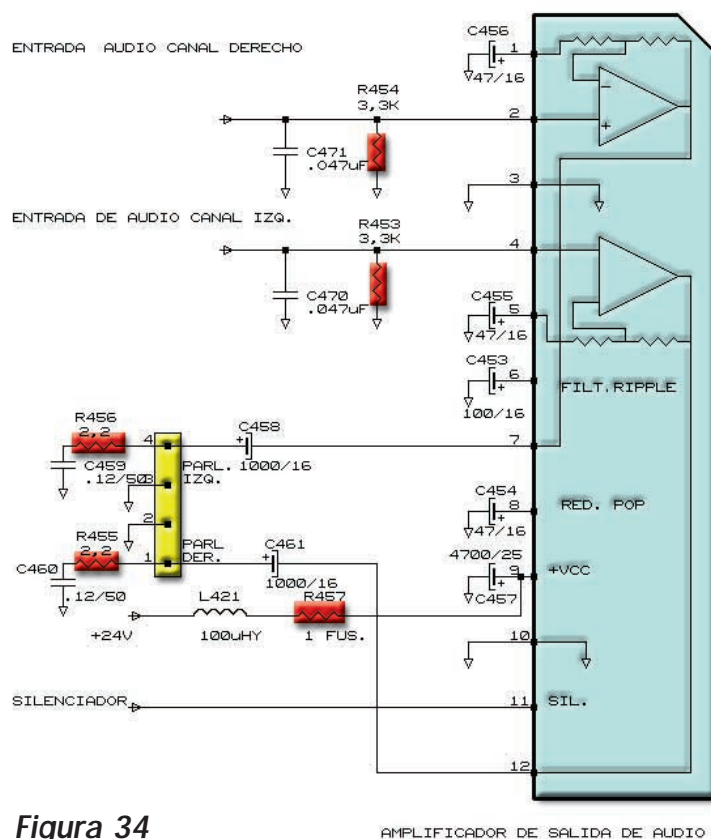 C456
ENTRADA AUDIO CANAL DERECHO
1
47/16
R454
3,3K
2
C471
.047uF
3
ENTRADA DE AUDIO CANAL IZQ.
R453
3,3K
4
C470
.047uF
C455
5
47/16
C453
6
FILT.RIPPLE
100/16
R456
2,2
C458
4
7
C459
PARL.
1000/16
.12/50
3
IZQ.
C454
8
RED. POP
2
47/16
R455
2,2
PARL
C461
4700/25
C460
1
DER.
9
+VCC
.12/50
1000/16
C457
L421
R457
+24V
100uHY
1 FUS.
10
SILENCIADOR
11
SIL.
12
Figura 34
AMPLIFICADOR DE SALIDA DE AUDIO